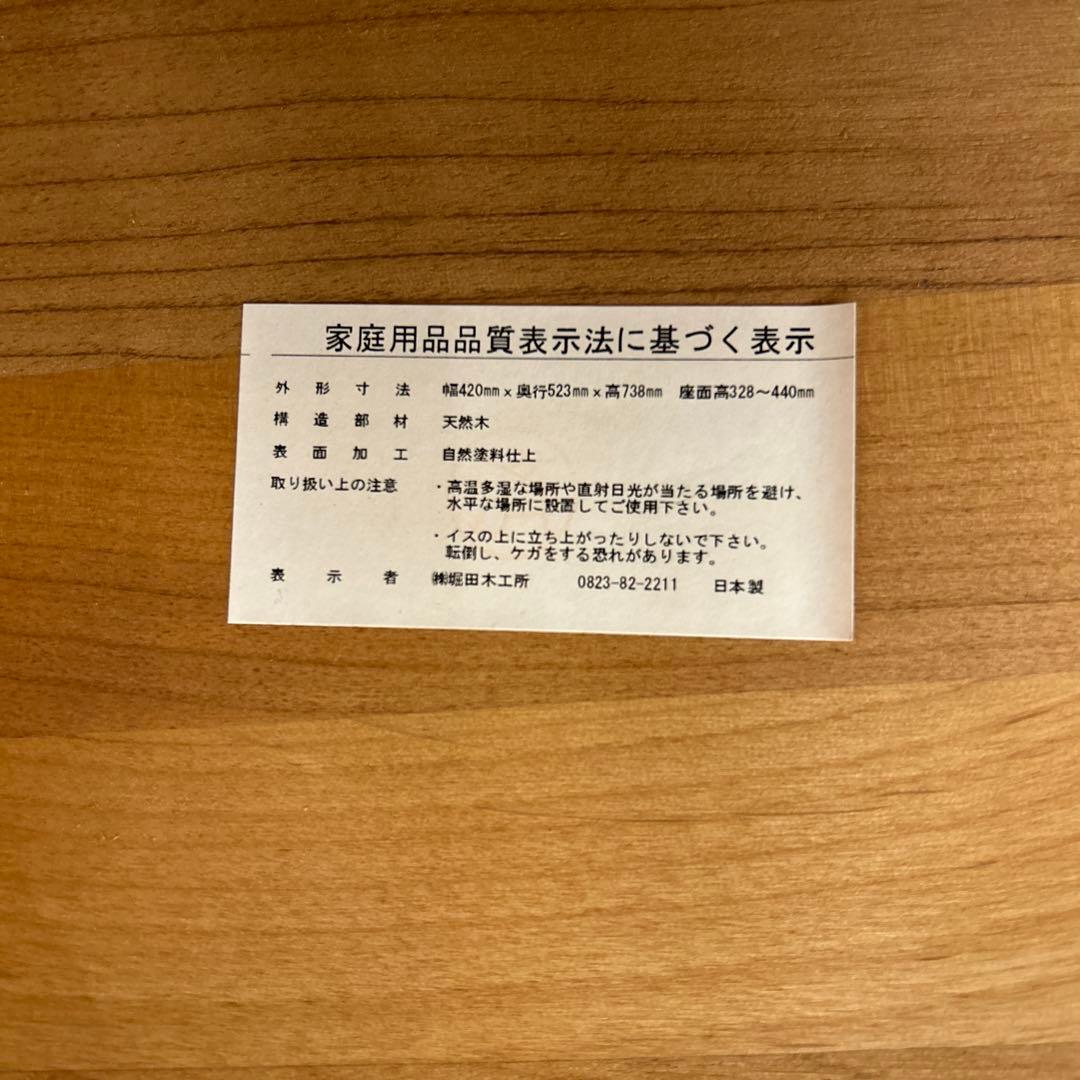 家庭用品品質表示法に基づく表示
外形寸法 幅420㎜×奥行523㎜×高738㎜ 座面高328～440㎜
構造部材 天然木
表面加工 自然塗料仕上
取り扱い上の注意 ・高温多湿な場所や直射日光が当たる場所を避け、
水平な場所に設置してご使用下さい。
・イスの上に立ち上がったりしないで下さい。
転倒し、ケガをする恐れがあります。
表示者 ㈱堀田木工所 0823-82-2211 日本製